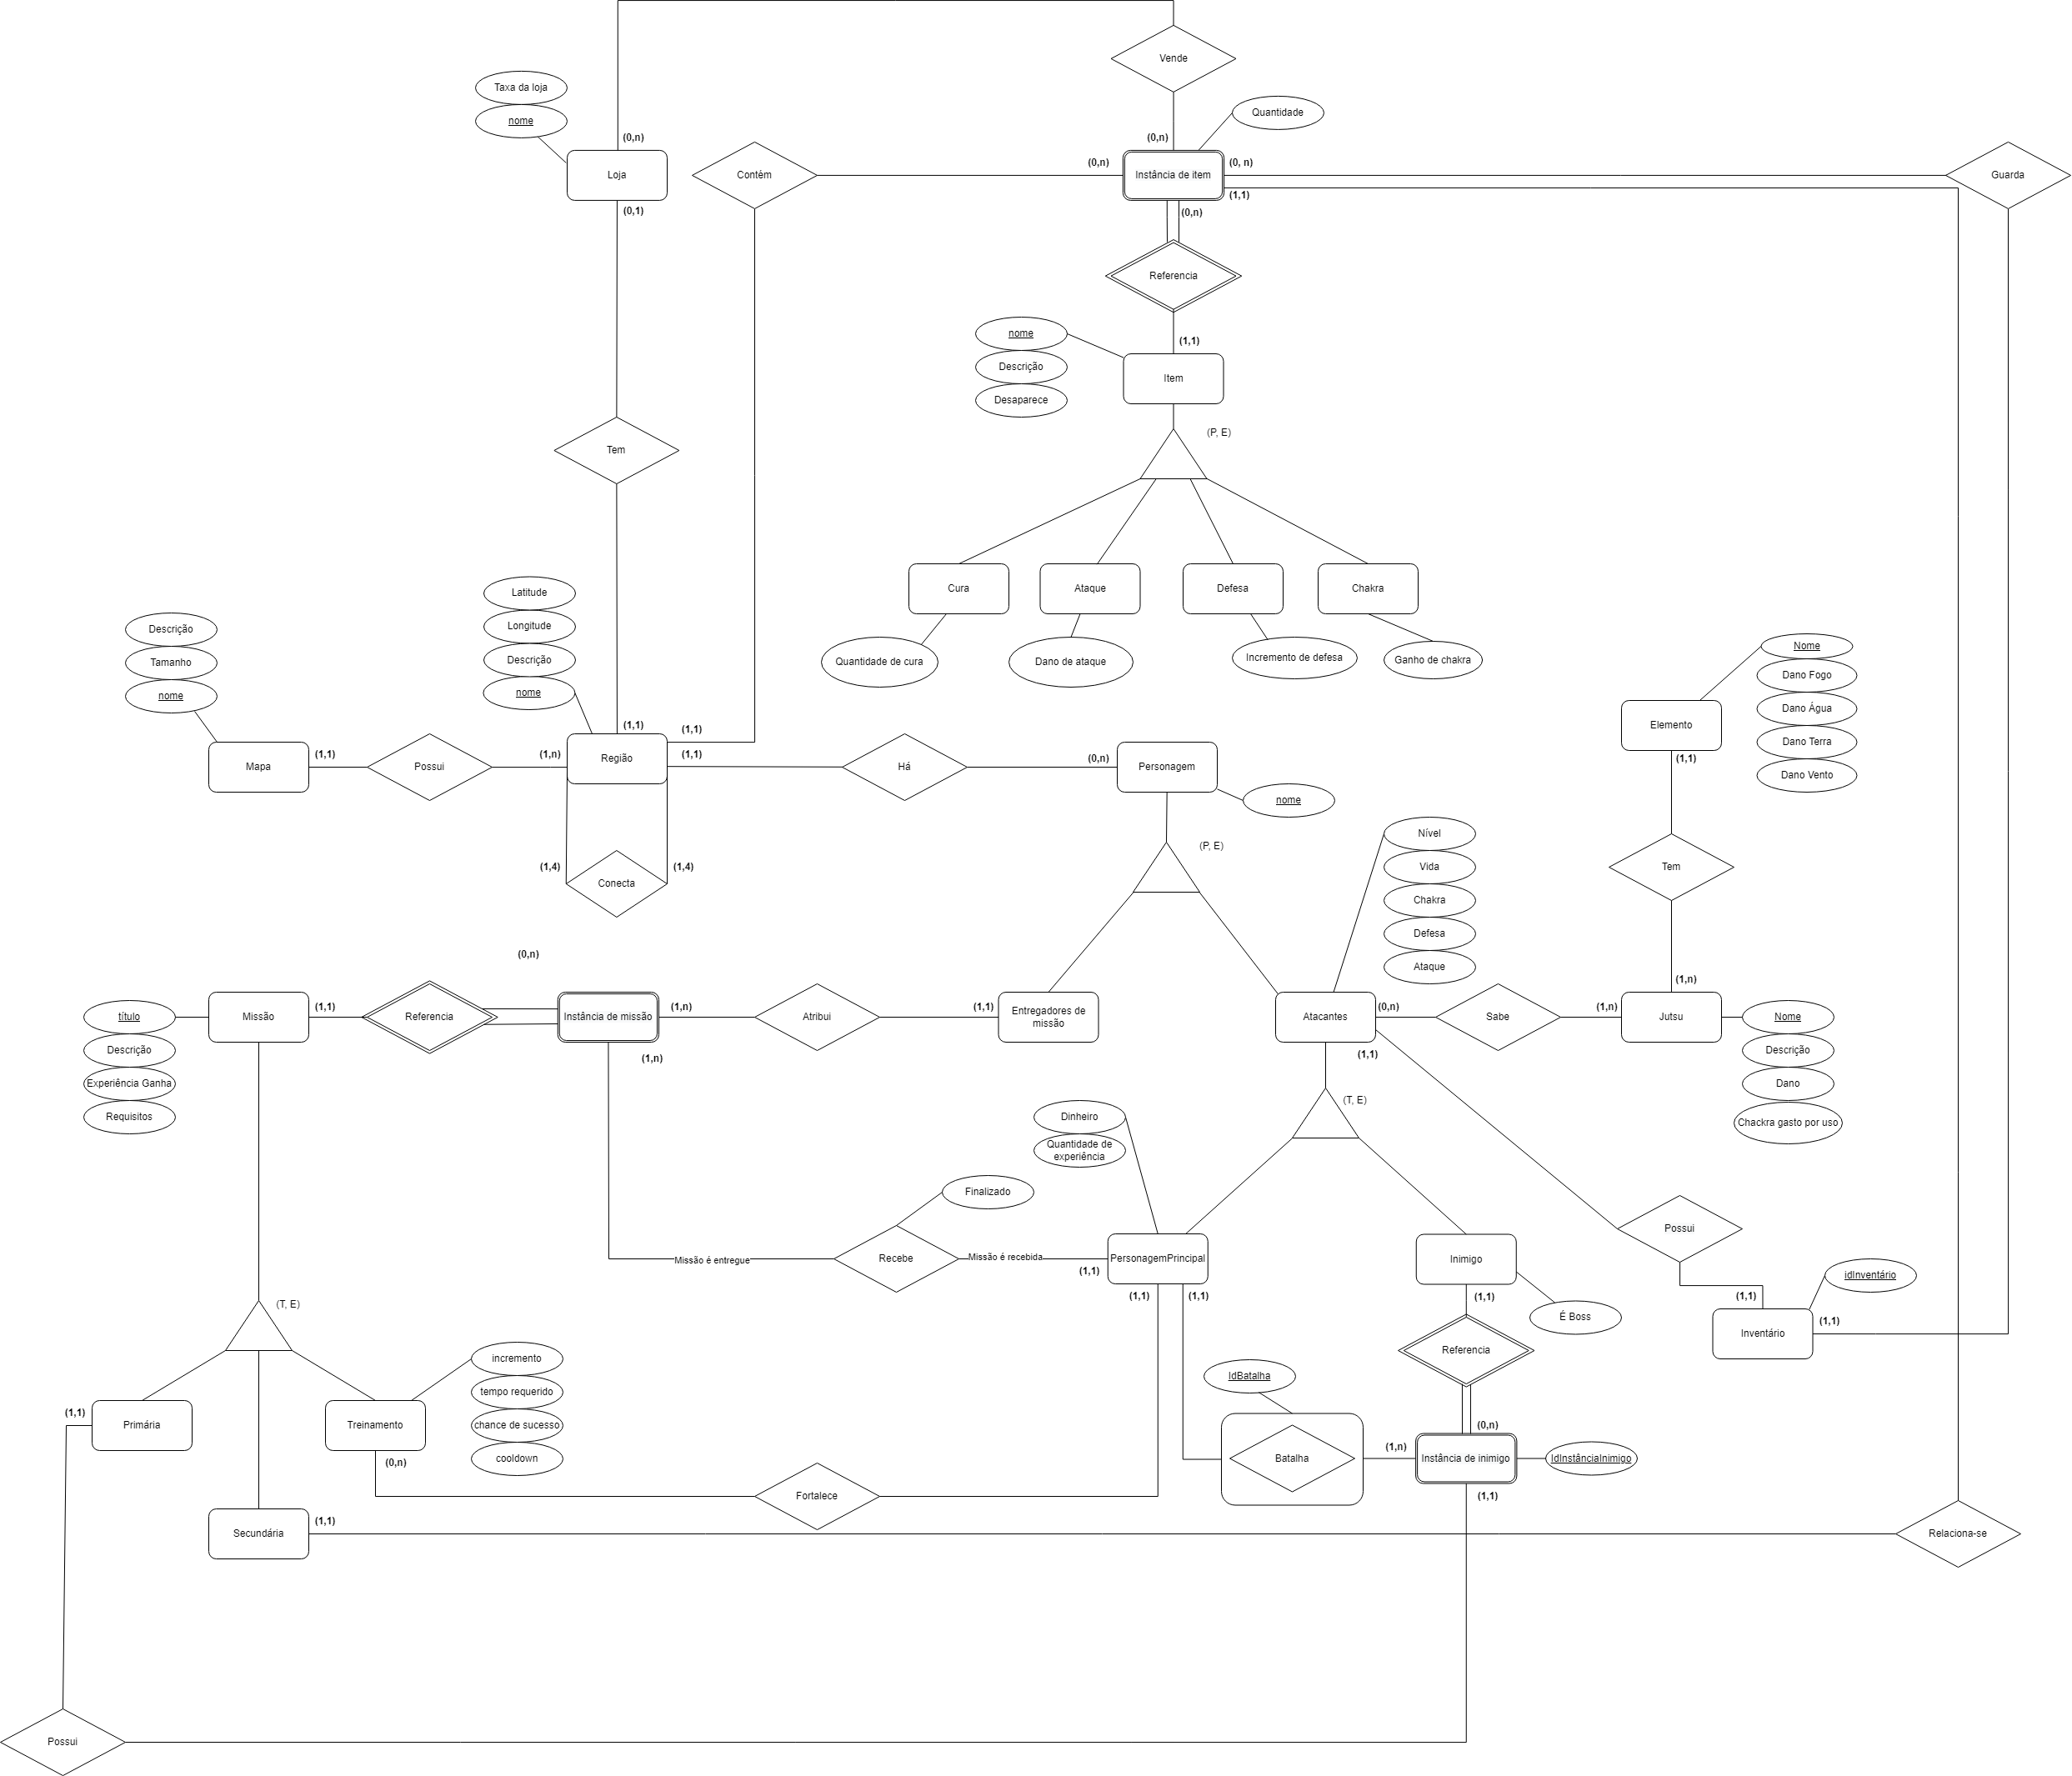 Vende
Taxa da loja
nome
Quantidade
(0,n)
(0,n)
Loja
Contém
(0,n)
Instância de item
(0, n)
Guarda
(1,1)
(0,1)
(0,n)
Referencia
nome
(1,1)
Descrição
Item
Desaparece
(P, E)
Tem
Cura
Ataque
Defesa
Chakra
Quantidade de cura
Dano de ataque
Incremento de defesa
Ganho de chakra
Latitude
Longitude
Descrição
nome
Descrição
Tamanho
nome
Nome
Dano Fogo
Dano Água
Dano Terra
Dano Vento
Elemento
(1,1)
(1,1)
(1,1)
(1,1)
Mapa
(1,1)
Possui
(1,n)
Região
Há
(0,n)
Personagem
nome
(P, E)
(1,4)
Conecta
(1,4)
Nível
Vida
Chakra
Defesa
Ataque
Tem
(1,n)
(0,n)
título
Descrição
Experiência Ganha
Requisitos
Missão
(1,1)
Referencia
Instância de missão
(1,n)
Atribui
(1,1)
Entregadores de
missão
Atacantes
(0,n)
Sabe
(1,n)
Jutsu
Nome
Descrição
Dano
Chackra gasto por uso
(1,n)
(1,1)
(T, E)
Dinheiro
Quantidade de
experiência
Finalizado
Missão é entregue
Recebe
Missão é recebida
PersonagemPrincipal
(1,1)
(1,1)
(1,1)
Inimigo
(1,1)
É Boss
Possui
(1,1)
idInventário
(1,1)
Inventário
(T, E)
Referencia
incremento
tempo requerido
chance de sucesso
cooldown
IdBatalha
(1,1)
Primária
Treinamento
(0,n)
(0,n)
Batalha
(1,n)
Instância de inimigo
IdInstânciaInimigo
(1,1)
Fortalece
Secundária
(1,1)
Relaciona-se
Possui